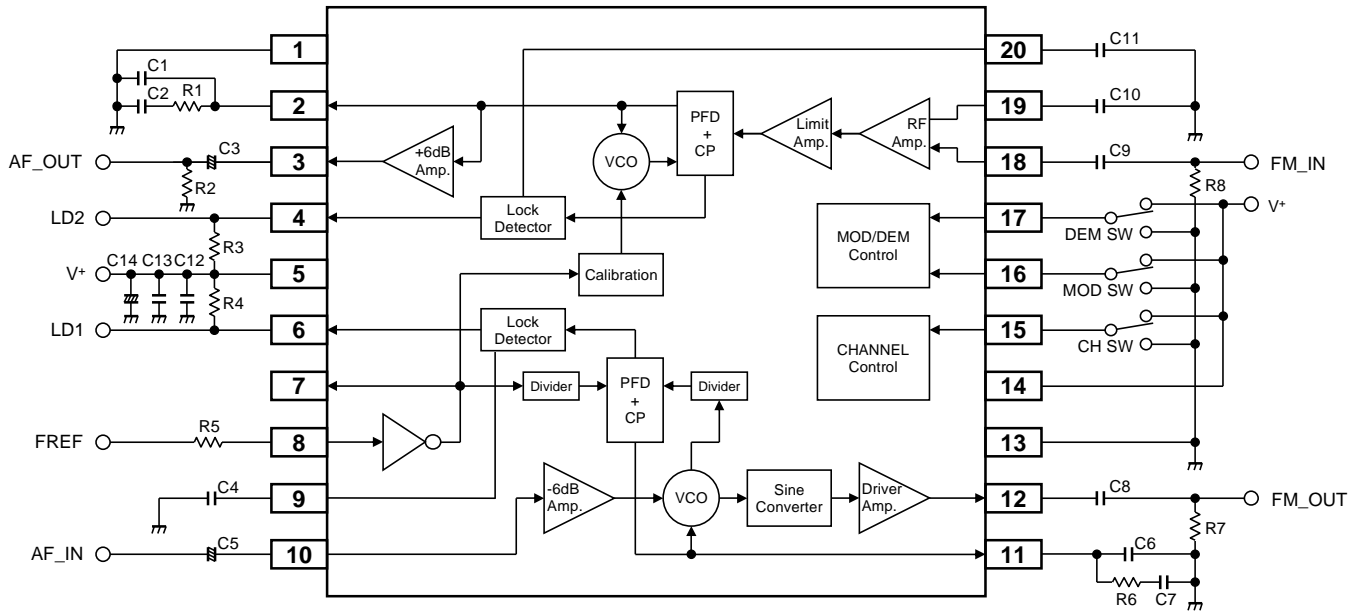 1
20
C11
C1
C2
R1
2
19
C10
PFD
+
CP
Limit
Amp.
RF
Amp.
VCO
+6dB
Amp.
AF_OUT
C3
3
18
C9
FM_IN
R2
R8
LD2
4
Lock
Detector
17
V+
DEM SW
MOD/DEM
Control
R3
C14
C13
C12
V+
5
Calibration
16
MOD SW
R4
LD1
6
Lock
Detector
15
CH SW
CHANNEL
Control
7
Divider
PFD
+
CP
Divider
14
FREF
R5
8
13
C4
9
-6dB
Amp.
VCO
Sine
Converter
Driver
Amp.
12
C8
FM_OUT
R7
AF_IN
C5
10
11
C6
R6
C7